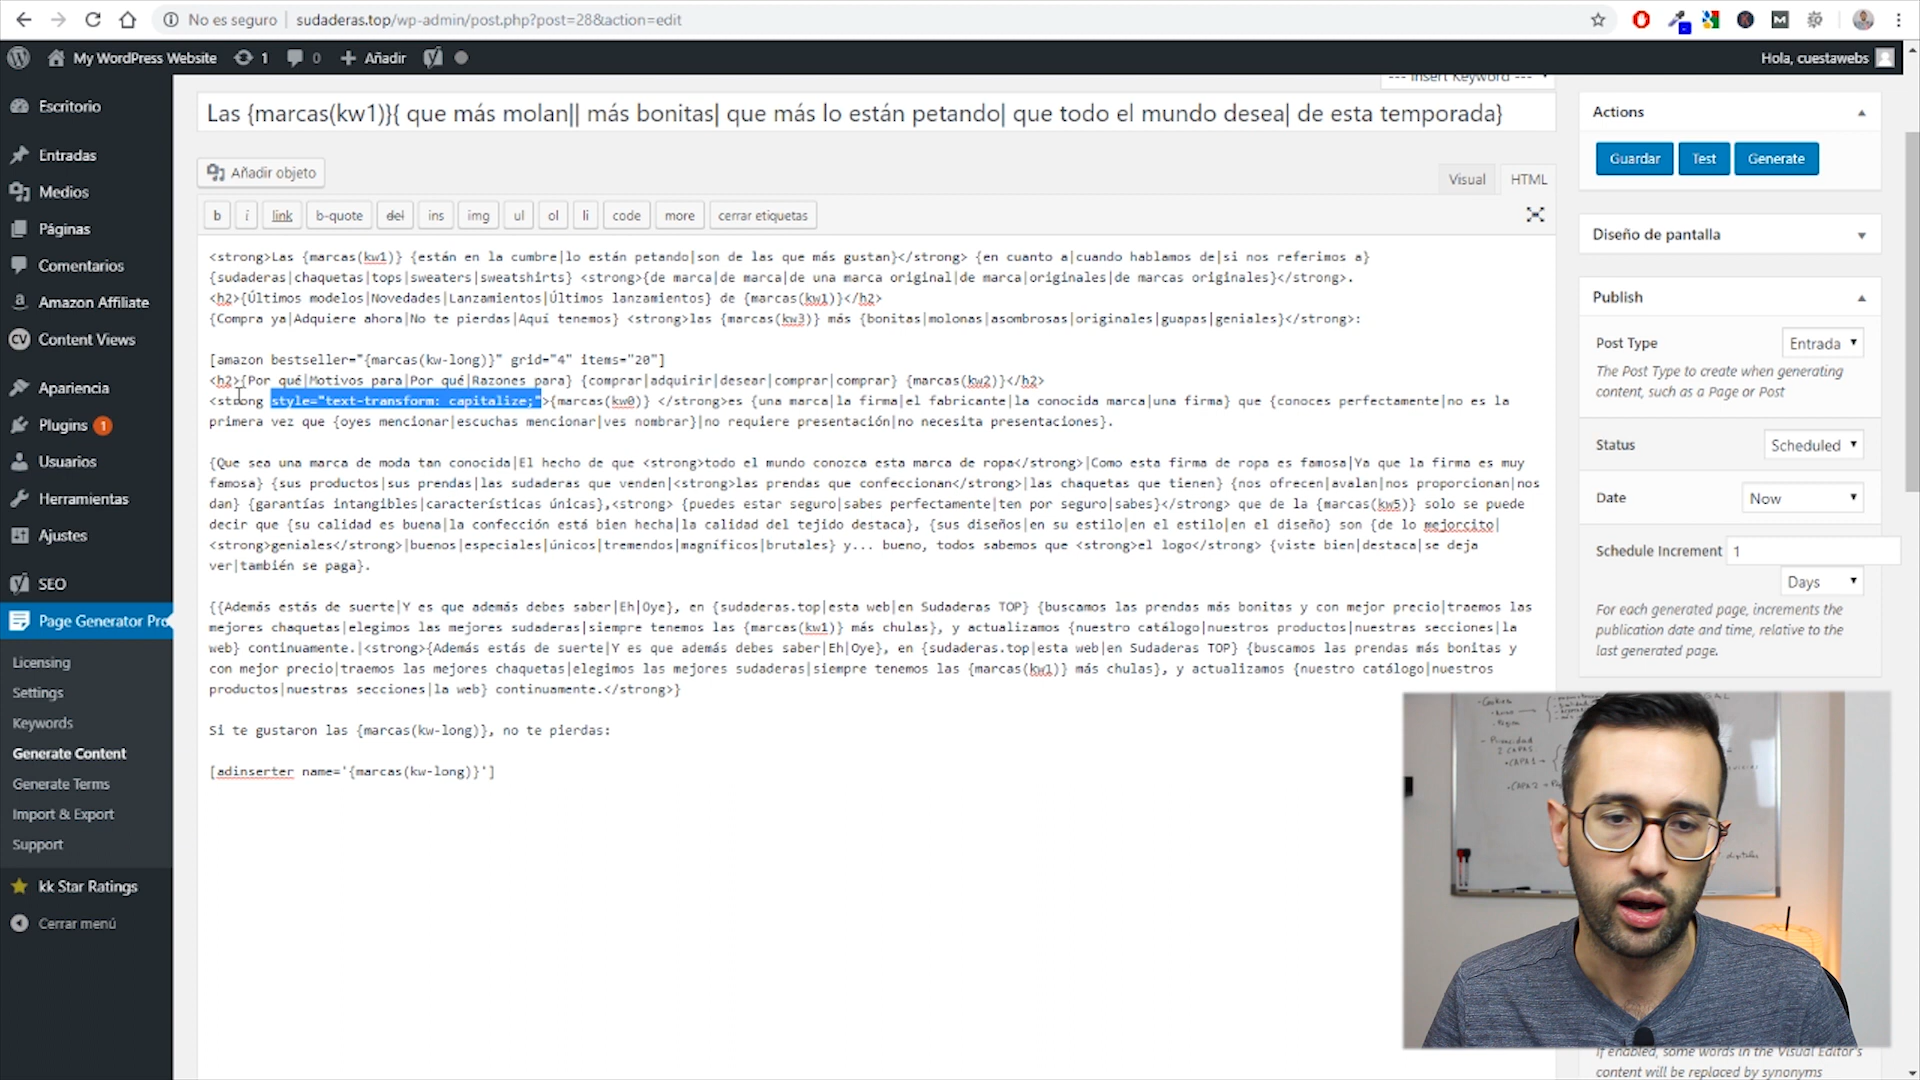 No es seguro | sudaderas.top/wp-admin/post.php?post=28&action=edit
My WordPress Website 1 0 Añadir Hola, cuestawebs
Escritorio
Entradas
Medios
Páginas
Comentarios
Amazon Affiliate
Content Views
Apariencia
Plugins 1
Usuarios
Herramientas
Ajustes
SEO
Page Generator Pro
Licensing
Settings
Keywords
Generate Content
Generate Terms
Import & Export
Support
kk Star Ratings
Cerrar menú
--- Insert Keyword ---
Las {marcas(kw1)}{ que más molan|| más bonitas| que más lo están petando| que todo el mundo desea| de esta temporada}
Añadir objeto
Visual HTML
b i link b-quote del ins img ul ol li code more cerrar etiquetas
<strong>Las {marcas(kw1)} {están en la cumbre|lo están petando|son de las que más gustan}</strong> {en cuanto a|cuando hablamos de|si nos referimos a}
{sudaderas|chaquetas|tops|sweaters|sweatshirts} <strong>{de marca|de marca|de una marca original|de marca|originales|de marcas originales}</strong>.
<h2>{Últimos modelos|Novedades|Lanzamientos|Últimos lanzamientos} de {marcas(kw1)}</h2>
{Compra ya|Adquiere ahora|No te pierdas|Aquí tenemos} <strong>las {marcas(kw3)} más {bonitas|molonas|asombrosas|originales|guapas|geniales}</strong>:
[amazon bestseller="{marcas(kw-long)}" grid="4" items="20"]
<h2>{Por qué|Motivos para|Por qué|Razones para} {comprar|adquirir|desear|comprar|comprar} {marcas(kw2)}</h2>
<strong style="text-transform: capitalize;">{marcas(kw0)} </strong>es {una marca|la firma|el fabricante|la conocida marca|una firma} que {conoces perfectamente|no es la
primera vez que {oyes mencionar|escuchas mencionar|ves nombrar}|no requiere presentación|no necesita presentaciones}.
{Que sea una marca de moda tan conocida|El hecho de que <strong>todo el mundo conozca esta marca de ropa</strong>|Como esta firma de ropa es famosa|Ya que la firma es muy
famosa} {sus productos|sus prendas|las sudaderas que venden|<strong>las prendas que confeccionan</strong>|las chaquetas que tienen} {nos ofrecen|avalan|nos proporcionan|nos
dan} {garantías intangibles|características únicas},<strong> {puedes estar seguro|sabes perfectamente|ten por seguro|sabes}</strong> que de la {marcas(kw5)} solo se puede
decir que {su calidad es buena|la confección está bien hecha|la calidad del tejido destaca}, {sus diseños|en su estilo|en el estilo|en el diseño} son {de lo mejorcito|
<strong>geniales</strong>|buenos|especiales|únicos|tremendos|magníficos|brutales} y... bueno, todos sabemos que <strong>el logo</strong> {viste bien|destaca|se deja
ver|también se paga}.
{{Además estás de suerte|Y es que además debes saber|Eh|Oye}, en {sudaderas.top|esta web|en Sudaderas TOP} {buscamos las prendas más bonitas y con mejor precio|traemos las
mejores chaquetas|elegimos las mejores sudaderas|siempre tenemos las {marcas(kw1)} más chulas}, y actualizamos {nuestro catálogo|nuestros productos|nuestras secciones|la
web} continuamente.|<strong>{Además estás de suerte|Y es que además debes saber|Eh|Oye}, en {sudaderas.top|esta web|en Sudaderas TOP} {buscamos las prendas más bonitas y
con mejor precio|traemos las mejores chaquetas|elegimos las mejores sudaderas|siempre tenemos las {marcas(kw1)} más chulas}, y actualizamos {nuestro catálogo|nuestros
productos|nuestras secciones|la web} continuamente.</strong>}
Si te gustaron las {marcas(kw-long)}, no te pierdas:
[adinserter name='{marcas(kw-long)}']
Actions
Guardar Test Generate
Diseño de pantalla
Publish
Post Type Entrada
The Post Type to create when generating
content, such as a Page or Post
Status Scheduled
Date Now
Schedule Increment 1
Days
For each generated page, increments the
publication date and time, relative to the
last generated page.
If enabled, some words in the Visual Editor's
content will be replaced by synonyms